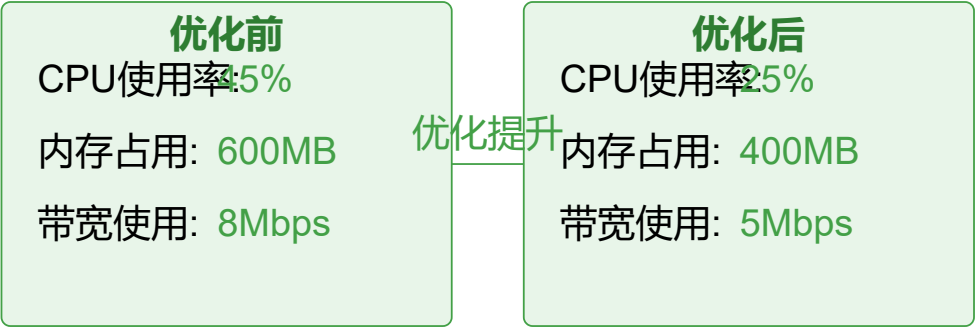 优化前
CPU使用率: 45%
内存占用: 600MB
带宽使用: 8Mbps
优化提升
优化后
CPU使用率: 25%
内存占用: 400MB
带宽使用: 5Mbps